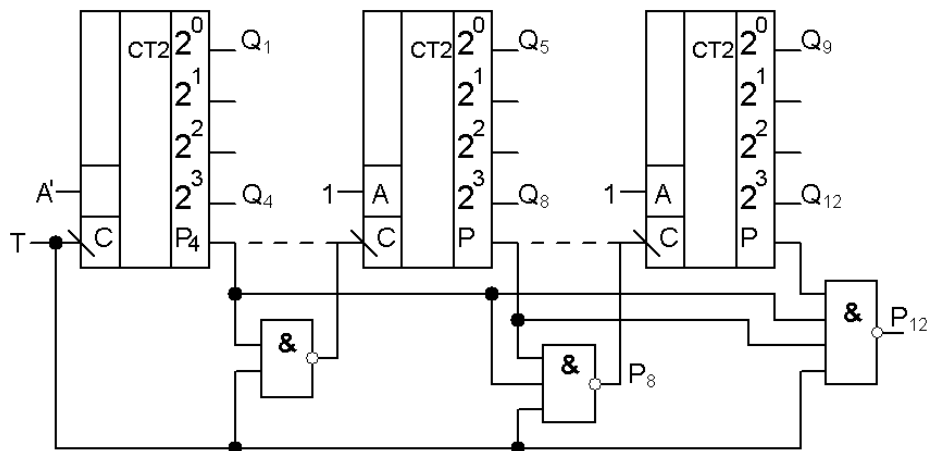 CT2 2⁰ Q₁ CT2 2⁰ Q₅ CT2 2⁰ Q₉
2¹ 2¹ 2¹
2² 2² 2²
A' 2³ Q₄ 1 A 2³ Q₈ 1 A 2³ Q₁₂
T C P₄ C P C P
& P₁₂
& & P₈